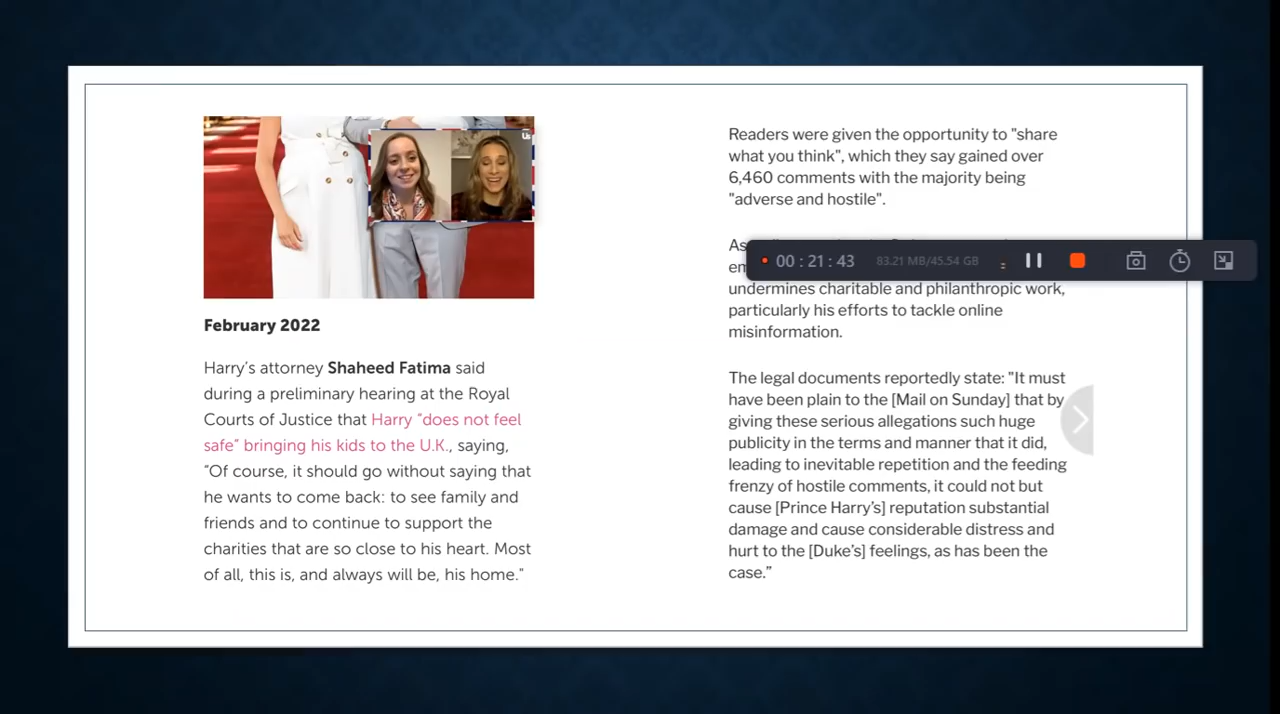 February 2022
Harry’s attorney Shaheed Fatima said
during a preliminary hearing at the Royal
Courts of Justice that Harry “does not feel
safe” bringing his kids to the U.K., saying,
“Of course, it should go without saying that
he wants to come back: to see family and
friends and to continue to support the
charities that are so close to his heart. Most
of all, this is, and always will be, his home.”
Readers were given the opportunity to "share
what you think", which they say gained over
6,460 comments with the majority being
"adverse and hostile".
00 : 21 : 43
83.21 MB/45.54 GB
undermines charitable and philanthropic work,
particularly his efforts to tackle online
misinformation.
The legal documents reportedly state: "It must
have been plain to the [Mail on Sunday] that by
giving these serious allegations such huge
publicity in the terms and manner that it did,
leading to inevitable repetition and the feeding
frenzy of hostile comments, it could not but
cause [Prince Harry’s] reputation substantial
damage and cause considerable distress and
hurt to the [Duke’s] feelings, as has been the
case.”